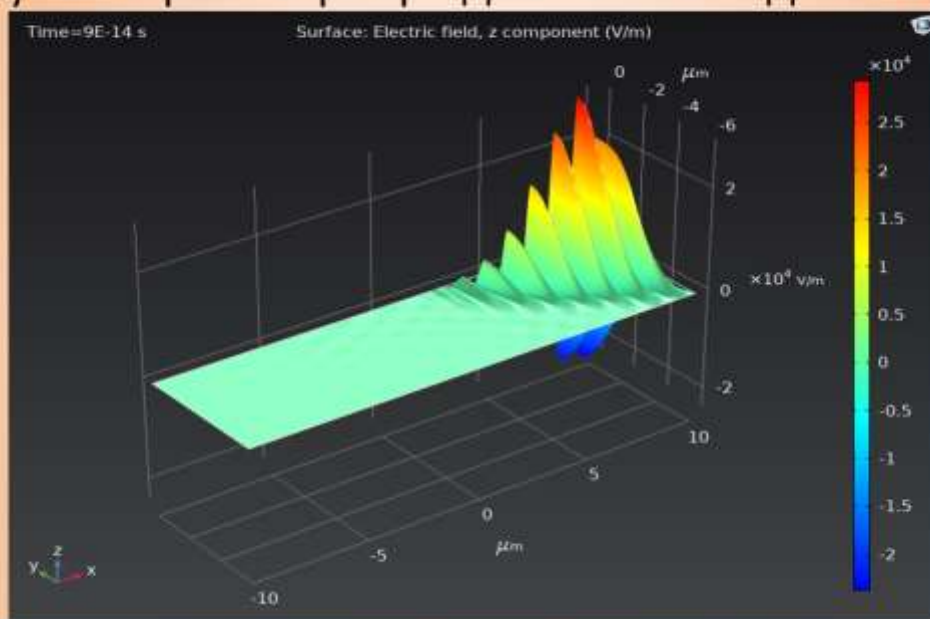 Time=9E-14 s
Surface: Electric field, z component (V/m)
×10⁴
0
μm
-2
-4
-6
2.5
2
2
1.5
1
×10⁴ V/m
0
0.5
0
-2
-0.5
10
-1
5
-1.5
0
-2
μm
-5
-10
z
y
x